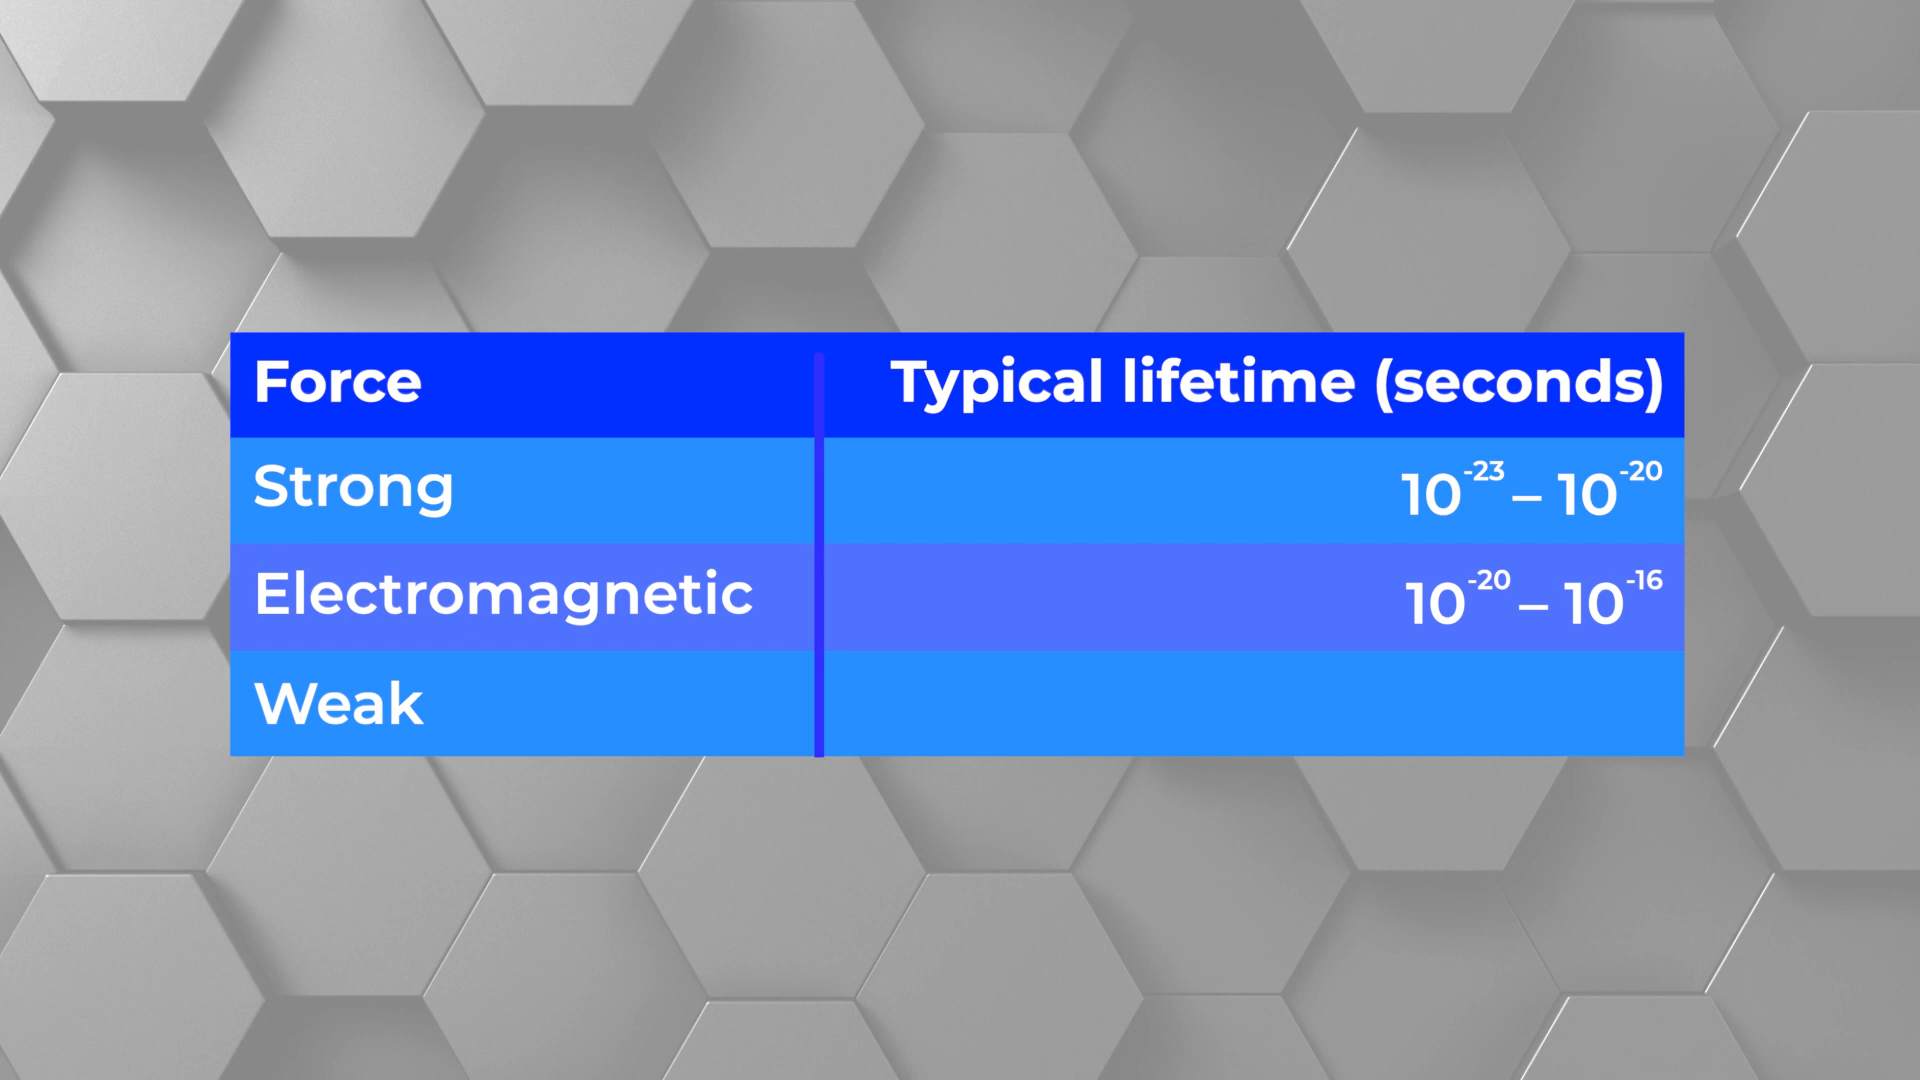 Force Typical lifetime (seconds)
Strong 10⁻²³ – 10⁻²⁰
Electromagnetic 10⁻²⁰ – 10⁻¹⁶
Weak